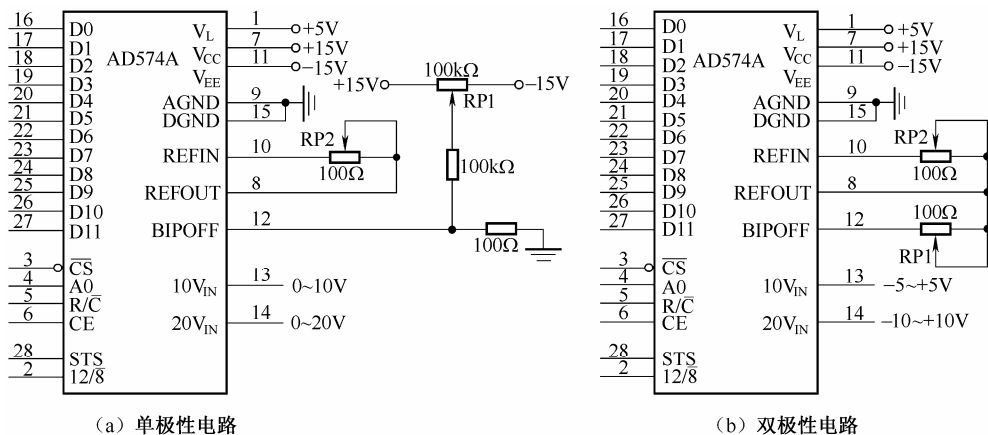 16 D0
17 D1
18 D2
19 D3
20 D4
21 D5
22 D6
23 D7
24 D8
25 D9
26 D10
27 D11
3 C̅S̅
4 A0
5 R/C̅
6 CE
28 STS
2 12/8̅
AD574A
VL 1 +5V
VCC 7 +15V
VEE 11 –15V
AGND 9
DGND 15
REFIN 10
RP2
100Ω
REFOUT 8
BIPOFF 12
10VIN 13 0~10V
20VIN 14 0~20V
100kΩ
+15V –15V
RP1
100kΩ
100Ω
(a) 单极性电路
16 D0
17 D1
18 D2
19 D3
20 D4
21 D5
22 D6
23 D7
24 D8
25 D9
26 D10
27 D11
3 C̅S̅
4 A0
5 R/C̅
6 CE
28 STS
2 12/8̅
AD574A
VL 1 +5V
VCC 7 +15V
VEE 11 –15V
AGND 9
DGND 15
REFIN 10
RP2
100Ω
REFOUT 8
BIPOFF 12
100Ω
RP1
10VIN 13 –5~+5V
20VIN 14 –10~+10V
(b) 双极性电路